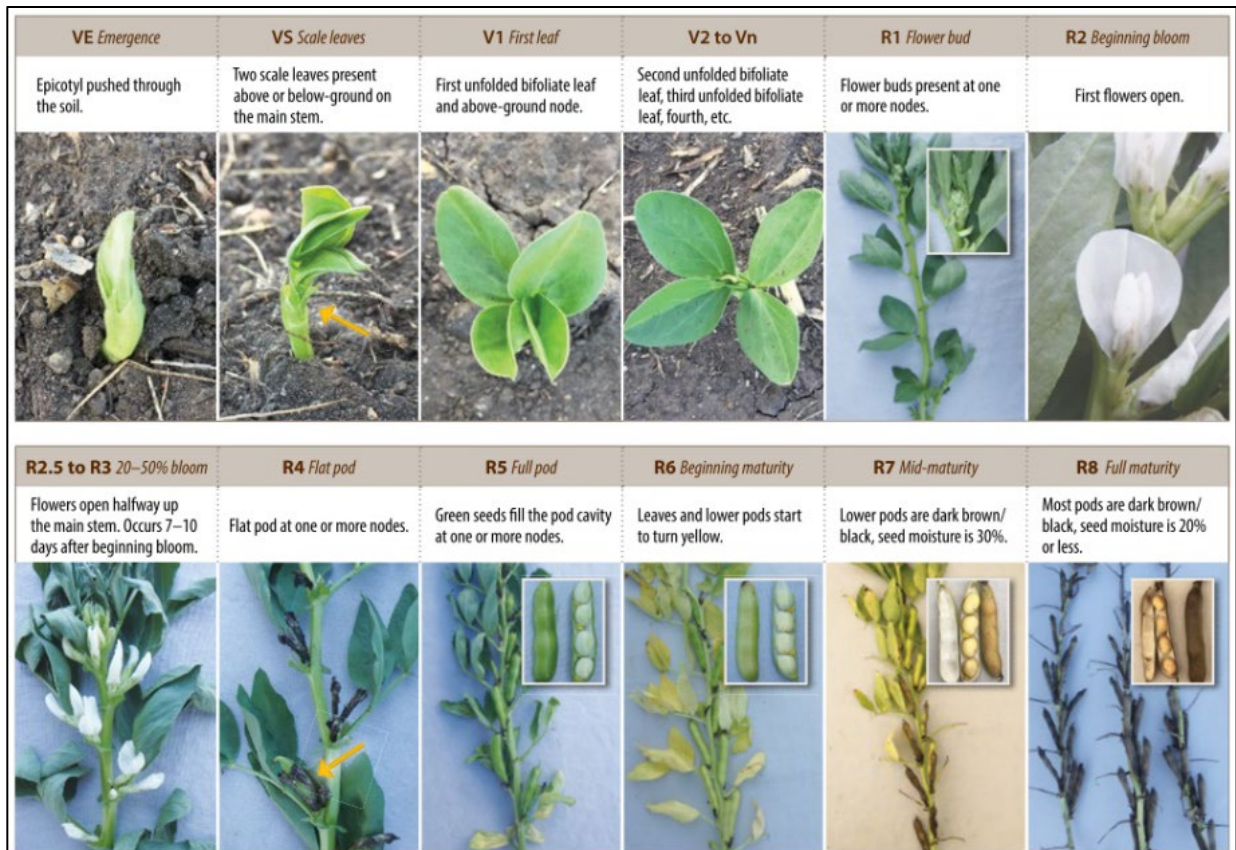 VE Emergence
VS Scale leaves
V1 First leaf
V2 to Vn
R1 Flower bud
R2 Beginning bloom
Epicotyl pushed through
the soil.
Two scale leaves present
above or below-ground on
the main stem.
First unfolded bifoliate leaf
and above-ground node.
Second unfolded bifoliate
leaf, third unfolded bifoliate
leaf, fourth, etc.
Flower buds present at one
or more nodes.
First flowers open.
R2.5 to R3 20–50% bloom
R4 Flat pod
R5 Full pod
R6 Beginning maturity
R7 Mid-maturity
R8 Full maturity
Flowers open halfway up
the main stem. Occurs 7–10
days after beginning bloom.
Flat pod at one or more nodes.
Green seeds fill the pod cavity
at one or more nodes.
Leaves and lower pods start
to turn yellow.
Lower pods are dark brown/
black, seed moisture is 30%.
Most pods are dark brown/
black, seed moisture is 20%
or less.